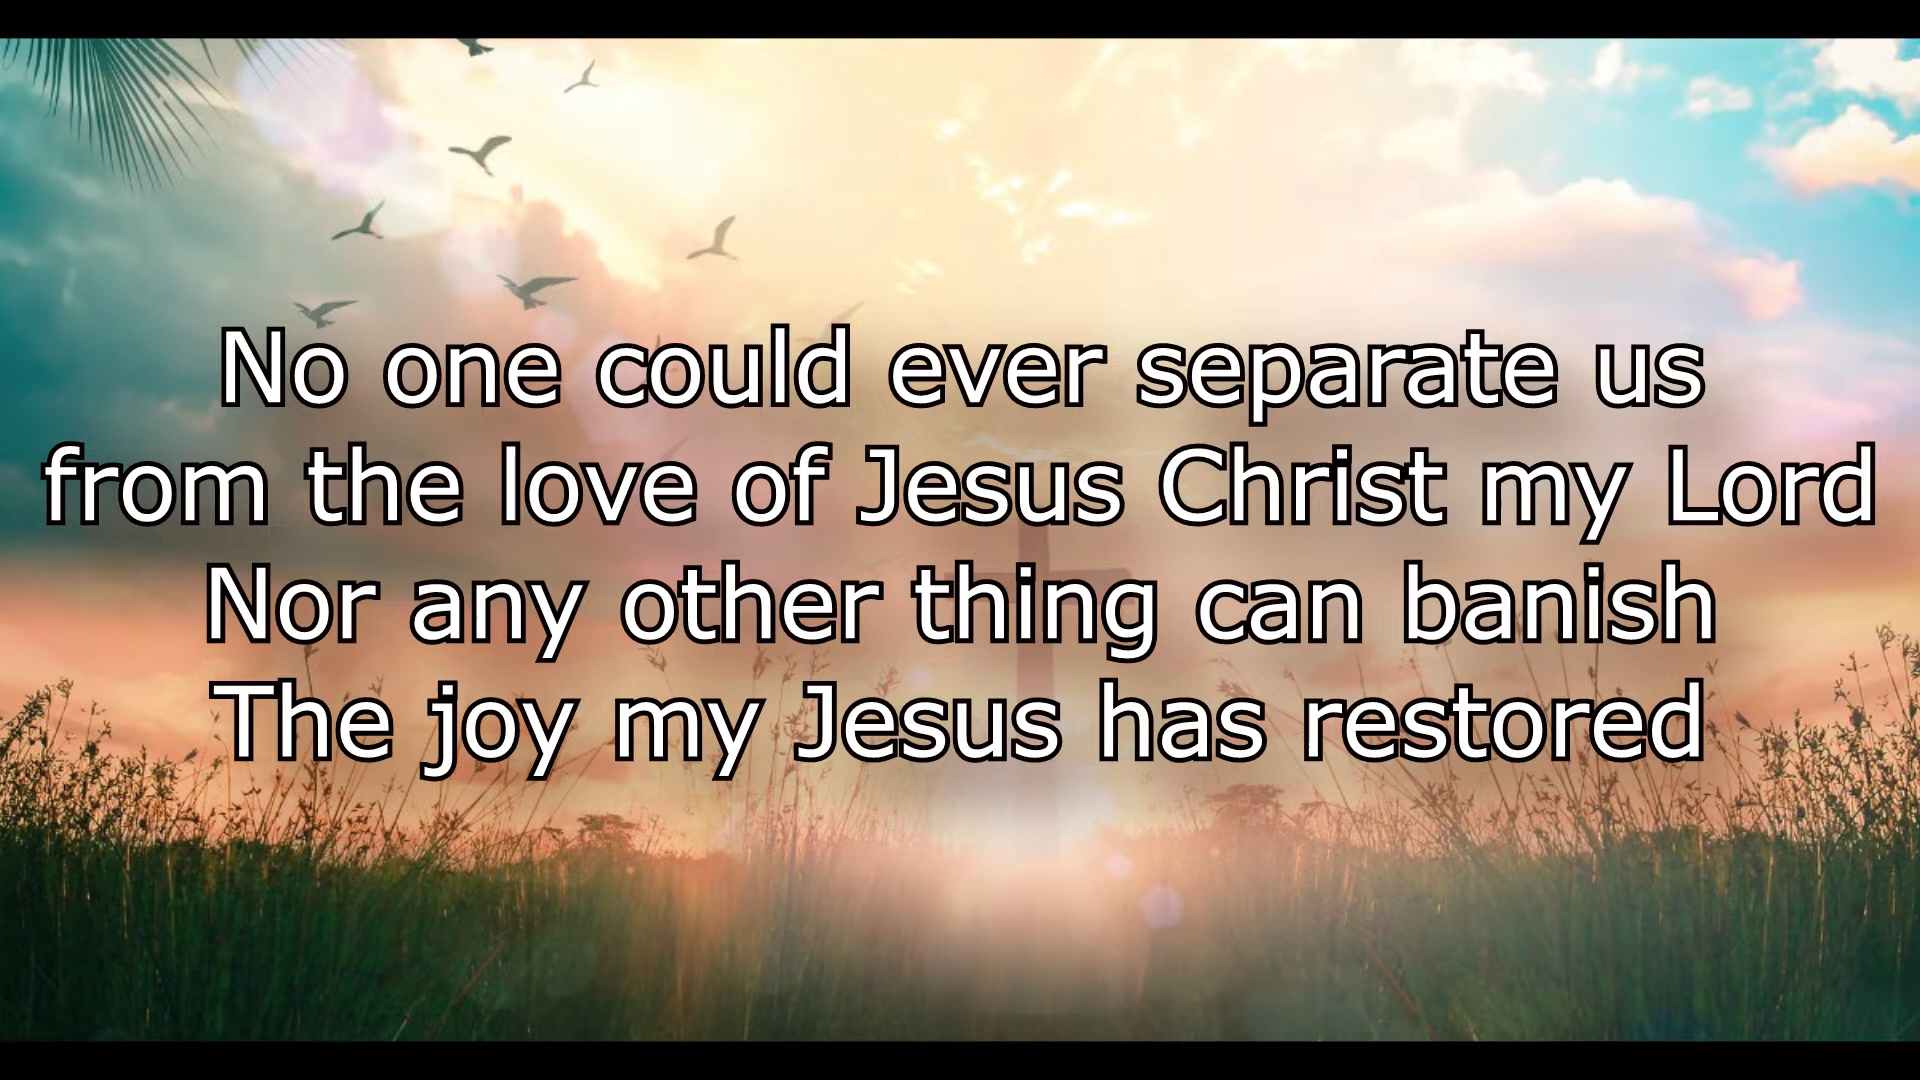 No one could ever separate us
from the love of Jesus Christ my Lord
Nor any other thing can banish
The joy my Jesus has restored